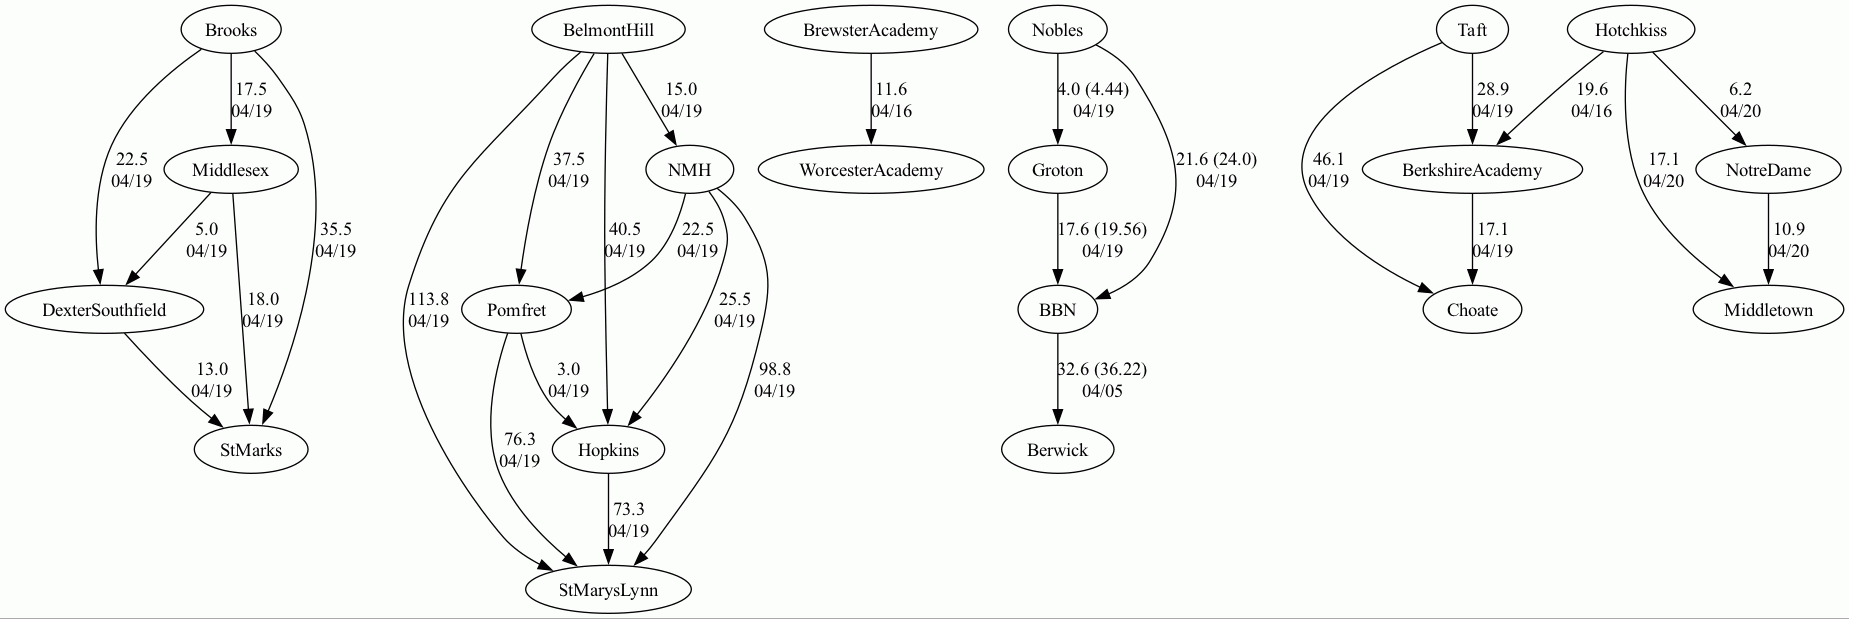 Brooks
BelmontHill
BrewsterAcademy
Nobles
Taft
Hotchkiss
17.5
04/19
15.0
04/19
11.6
04/16
4.0 (4.44)
04/19
28.9
04/19
19.6
04/16
6.2
04/20
22.5
04/19
Middlesex
37.5
04/19
NMH
WorcesterAcademy
Groton
21.6 (24.0)
04/19
46.1
04/19
BerkshireAcademy
17.1
04/20
NotreDame
5.0
04/19
35.5
04/19
40.5
04/19
22.5
04/19
17.6 (19.56)
04/19
17.1
04/19
10.9
04/20
DexterSouthfield
18.0
04/19
113.8
04/19
Pomfret
25.5
04/19
BBN
Choate
Middletown
13.0
04/19
3.0
04/19
98.8
04/19
32.6 (36.22)
04/05
StMarks
76.3
04/19
Hopkins
Berwick
73.3
04/19
StMarysLynn